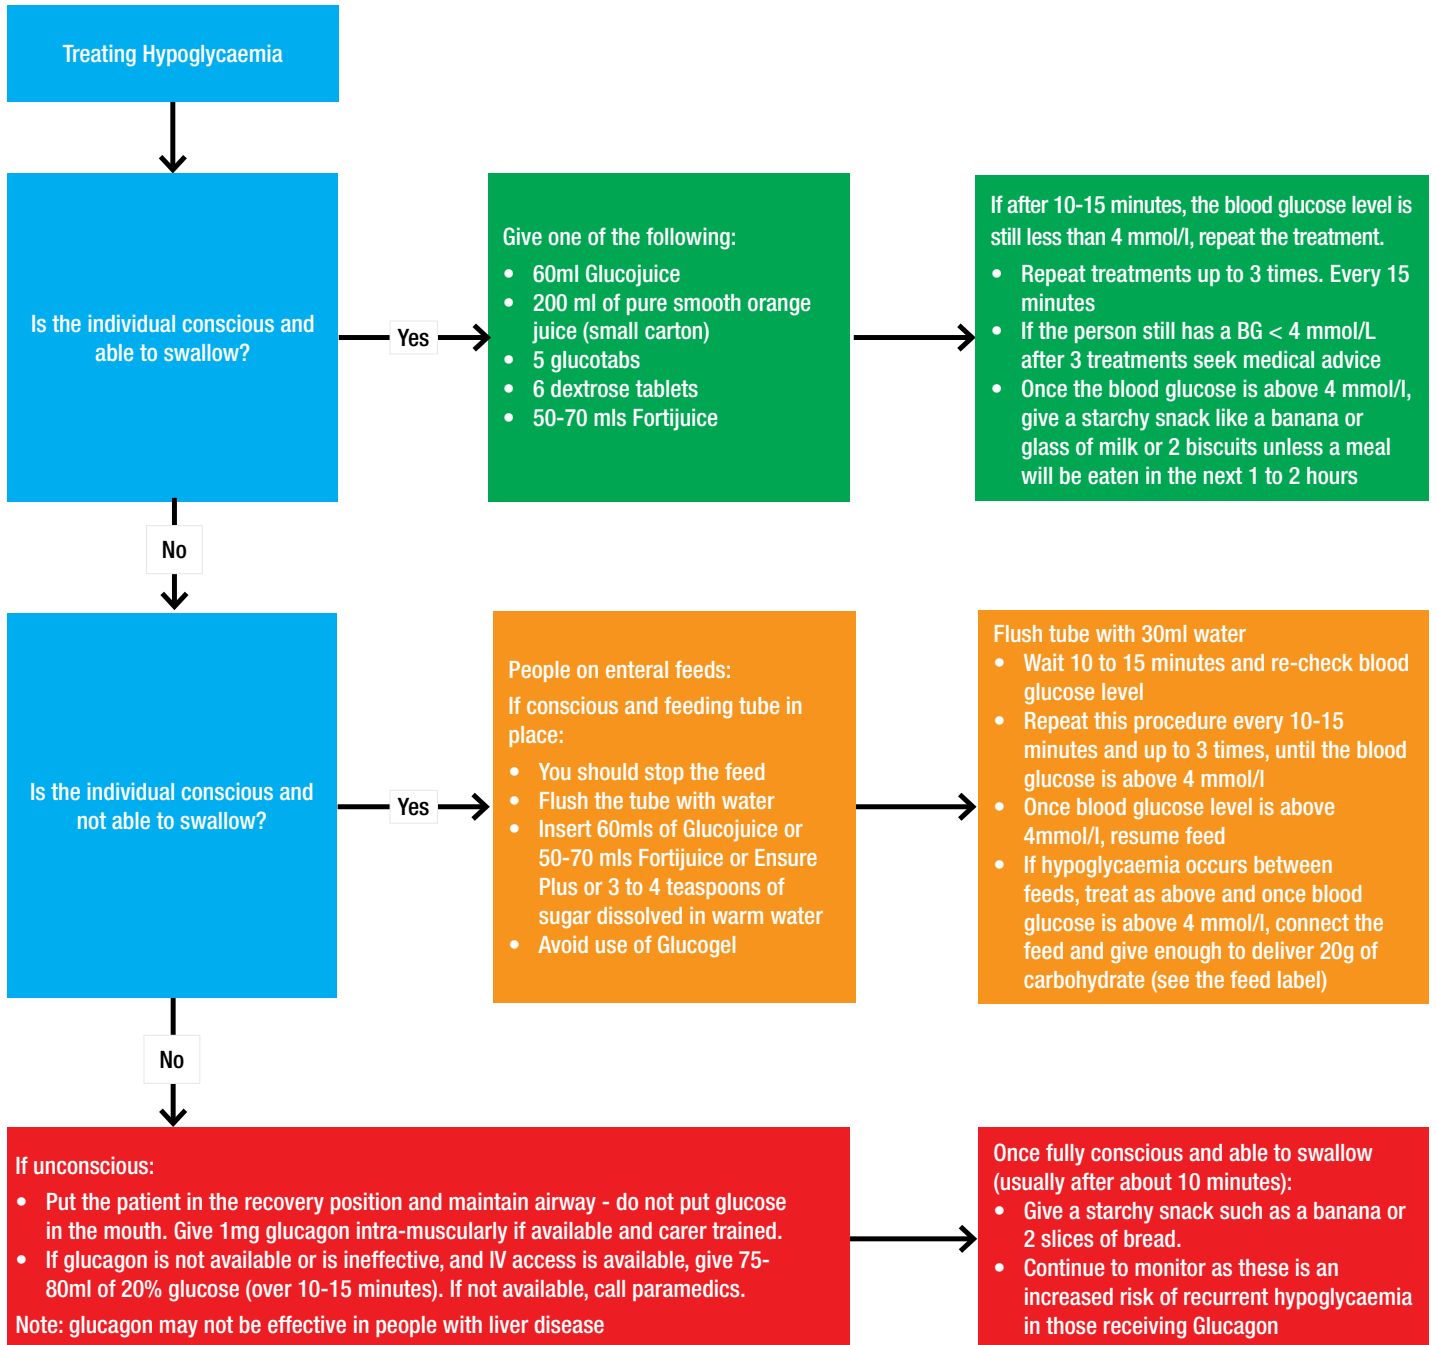 Treating Hypoglycaemia
Is the individual conscious and
able to swallow?
Yes
Give one of the following:
• 60ml Glucojuice
• 200 ml of pure smooth orange
juice (small carton)
• 5 glucotabs
• 6 dextrose tablets
• 50-70 mls Fortijuice
If after 10-15 minutes, the blood glucose level is
still less than 4 mmol/l, repeat the treatment.
• Repeat treatments up to 3 times. Every 15
minutes
• If the person still has a BG < 4 mmol/L
after 3 treatments seek medical advice
• Once the blood glucose is above 4 mmol/l,
give a starchy snack like a banana or
glass of milk or 2 biscuits unless a meal
will be eaten in the next 1 to 2 hours
No
Is the individual conscious and
not able to swallow?
Yes
People on enteral feeds:
If conscious and feeding tube in
place:
• You should stop the feed
• Flush the tube with water
• Insert 60mls of Glucojuice or
50-70 mls Fortijuice or Ensure
Plus or 3 to 4 teaspoons of
sugar dissolved in warm water
• Avoid use of Glucogel
Flush tube with 30ml water
• Wait 10 to 15 minutes and re-check blood
glucose level
• Repeat this procedure every 10-15
minutes and up to 3 times, until the blood
glucose is above 4 mmol/l
• Once blood glucose level is above
4mmol/l, resume feed
• If hypoglycaemia occurs between
feeds, treat as above and once blood
glucose is above 4 mmol/l, connect the
feed and give enough to deliver 20g of
carbohydrate (see the feed label)
No
If unconscious:
• Put the patient in the recovery position and maintain airway - do not put glucose
in the mouth. Give 1mg glucagon intra-muscularly if available and carer trained.
• If glucagon is not available or is ineffective, and IV access is available, give 75-
80ml of 20% glucose (over 10-15 minutes). If not available, call paramedics.
Note: glucagon may not be effective in people with liver disease
Once fully conscious and able to swallow
(usually after about 10 minutes):
• Give a starchy snack such as a banana or
2 slices of bread.
• Continue to monitor as these is an
increased risk of recurrent hypoglycaemia
in those receiving Glucagon